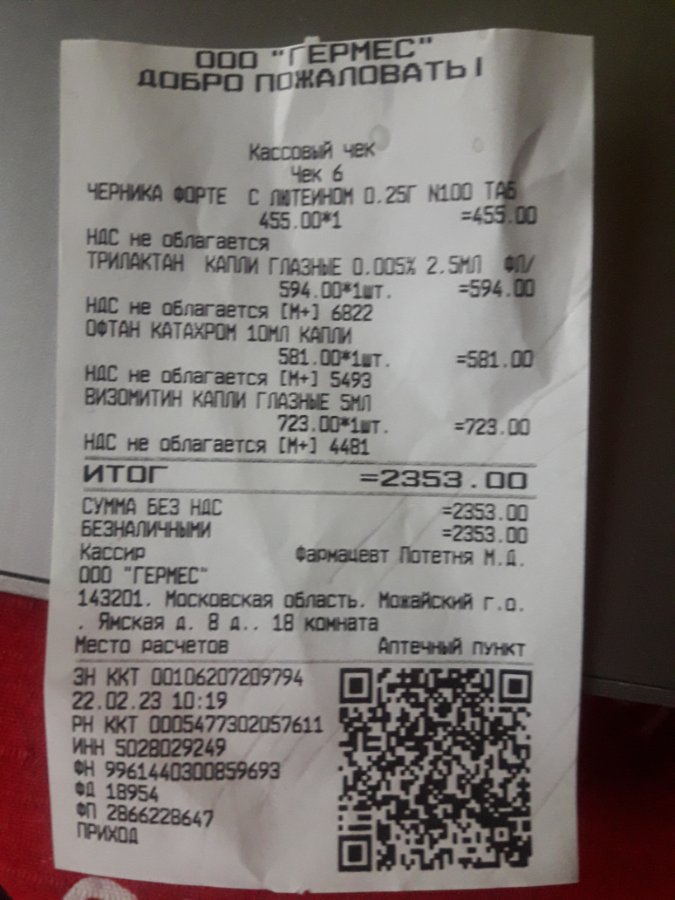 ООО "ГЕРМЕС"
ДОБРО ПОЖАЛОВАТЬ!
Кассовый чек
Чек 6
ЧЕРНИКА ФОРТЕ С ЛЮТЕИНОМ 0.25Г N100 ТАБ
455.00*1 =455.00
НДС не облагается
ТРИЛАКТАН КАПЛИ ГЛАЗНЫЕ 0.005% 2.5МЛ ФЛ/
594.00*1шт. =594.00
НДС не облагается [М+] 6822
ОФТАН КАТАХРОМ 10МЛ КАПЛИ
581.00*1шт. =581.00
НДС не облагается [М+] 5493
ВИЗОМИТИН КАПЛИ ГЛАЗНЫЕ 5МЛ
723.00*1шт. =723.00
НДС не облагается [М+] 4481
ИТОГ =2353.00
СУММА БЕЗ НДС =2353.00
БЕЗНАЛИЧНЫМИ =2353.00
Кассир Фармацевт Потетня М.Д.
ООО "ГЕРМЕС"
143201. Московская область. Можайский г.о.
. Ямская д. 8 д.. 18 комната
Место расчетов Аптечный пункт
ЗН ККТ 00106207209794
22.02.23 10:19
РН ККТ 0005477302057611
ИНН 5028029249
ФН 9961440300859693
ФД 18954
ФП 2866228647
ПРИХОД